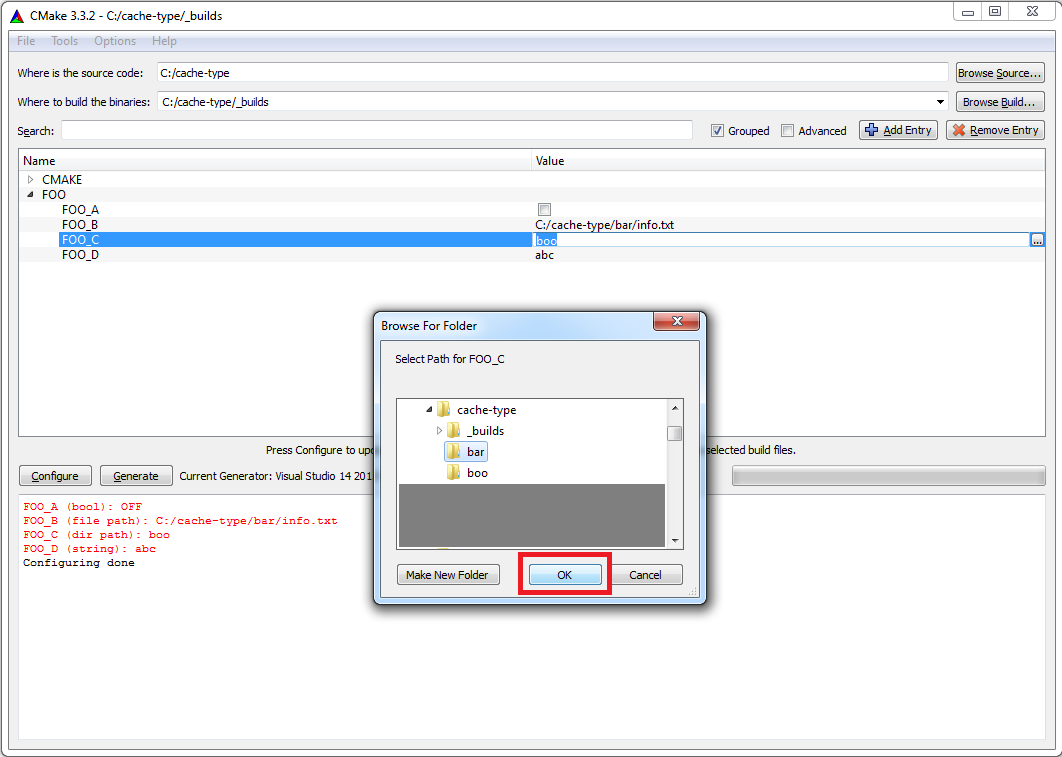 CMake 3.3.2 - C:/cache-type/_builds
File Tools Options Help
Where is the source code: C:/cache-type Browse Source...
Where to build the binaries: C:/cache-type/_builds Browse Build...
Search: Grouped Advanced Add Entry Remove Entry
Name Value
CMAKE
FOO
FOO_A
FOO_B C:/cache-type/bar/info.txt
FOO_C boo ...
FOO_D abc
Browse For Folder
Select Path for FOO_C
cache-type
_builds
bar
boo
Make New Folder OK Cancel
Press Configure to upd selected build files.
Configure Generate Current Generator: Visual Studio 14 201
FOO_A (bool): OFF
FOO_B (file path): C:/cache-type/bar/info.txt
FOO_C (dir path): boo
FOO_D (string): abc
Configuring done